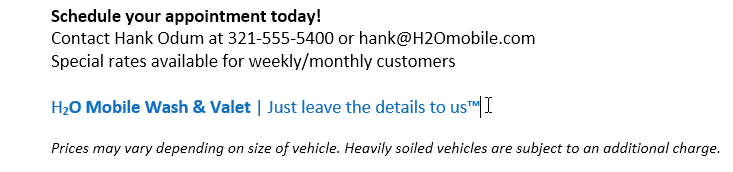 Schedule your appointment today!
Contact Hank Odum at 321-555-5400 or hank@H2Omobile.com
Special rates available for weekly/monthly customers
H₂O Mobile Wash & Valet | Just leave the details to us™
Prices may vary depending on size of vehicle. Heavily soiled vehicles are subject to an additional charge.